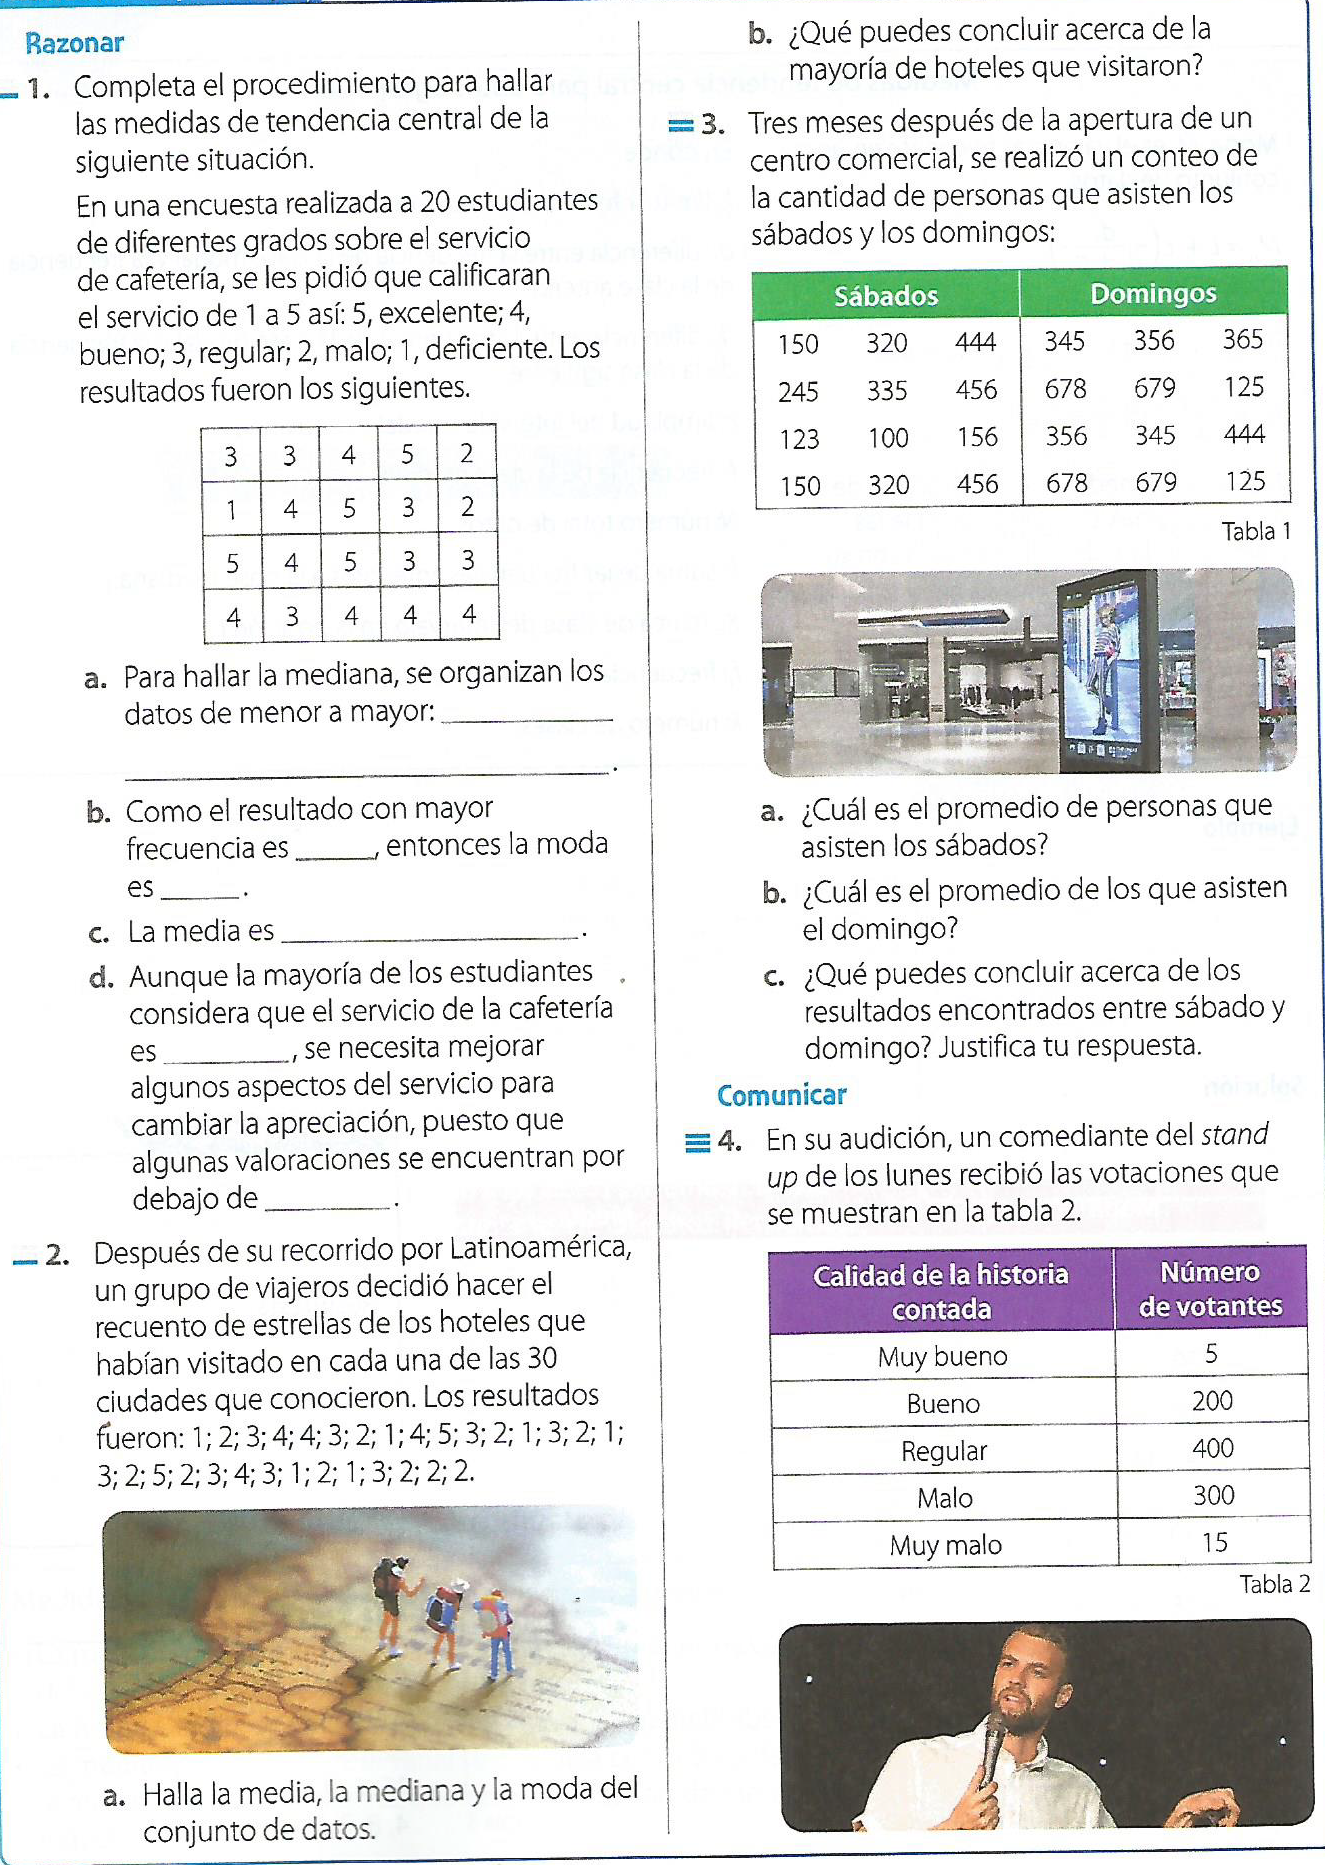 Razonar
1. Completa el procedimiento para hallar
las medidas de tendencia central de la
siguiente situación.
En una encuesta realizada a 20 estudiantes
de diferentes grados sobre el servicio
de cafetería, se les pidió que calificaran
el servicio de 1 a 5 así: 5, excelente; 4,
bueno; 3, regular; 2, malo; 1, deficiente. Los
resultados fueron los siguientes.
3 3 4 5 2
1 4 5 3 2
5 4 5 3 3
4 3 4 4 4
a. Para hallar la mediana, se organizan los
datos de menor a mayor: ____________
____________.
b. Como el resultado con mayor
frecuencia es ______, entonces la moda
es ______.
c. La media es ____________.
d. Aunque la mayoría de los estudiantes
considera que el servicio de la cafetería
es _________, se necesita mejorar
algunos aspectos del servicio para
cambiar la apreciación, puesto que
algunas valoraciones se encuentran por
debajo de _________.
2. Después de su recorrido por Latinoamérica,
un grupo de viajeros decidió hacer el
recuento de estrellas de los hoteles que
habían visitado en cada una de las 30
ciudades que conocieron. Los resultados
fueron: 1; 2; 3; 4; 4; 3; 2; 1; 4; 5; 3; 2; 1; 3; 2; 1;
3; 2; 5; 2; 3; 4; 3; 1; 2; 1; 3; 2; 2; 2.
a. Halla la media, la mediana y la moda del
conjunto de datos.
b. ¿Qué puedes concluir acerca de la
mayoría de hoteles que visitaron?
3. Tres meses después de la apertura de un
centro comercial, se realizó un conteo de
la cantidad de personas que asisten los
sábados y los domingos:
Sábados Domingos
150 320 444 345 356 365
245 335 456 678 679 125
123 100 156 356 345 444
150 320 456 678 679 125
Tabla 1
a. ¿Cuál es el promedio de personas que
asisten los sábados?
b. ¿Cuál es el promedio de los que asisten
el domingo?
c. ¿Qué puedes concluir acerca de los
resultados encontrados entre sábado y
domingo? Justifica tu respuesta.
Comunicar
4. En su audición, un comediante del stand
up de los lunes recibió las votaciones que
se muestran en la tabla 2.
Calidad de la historia
contada
Número
de votantes
Muy bueno 5
Bueno 200
Regular 400
Malo 300
Muy malo 15
Tabla 2